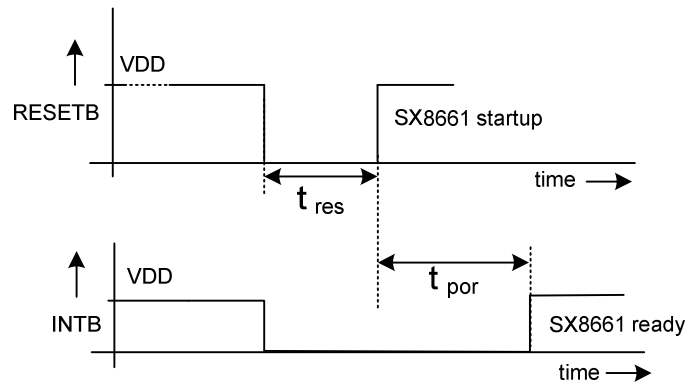 VDD
RESETB
SX8661 startup
time
t res
VDD
t por
INTB
SX8661 ready
time